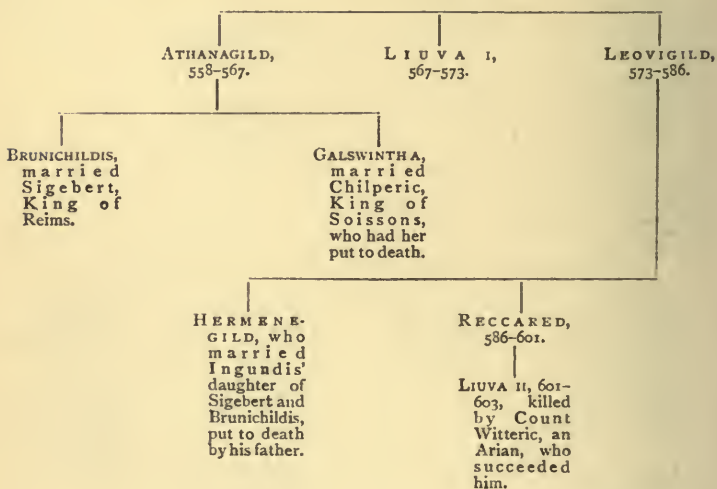 ATHANAGILD,
558–567.
LIUVA I,
567–573.
LEOVIGILD,
573–586.
BRUNICHILDIS,
married
Sigebert,
King of
Reims.
GALSWINTHA,
married
Chilperic,
King of
Soissons,
who had her
put to death.
HERMENE-
GILD, who
married
Ingundis'
daughter of
Sigebert and
Brunichildis,
put to death
by his father.
RECCARED,
586–601.
LIUVA II, 601–
603, killed
by Count
Witteric, an
Arian, who
succeeded
him.